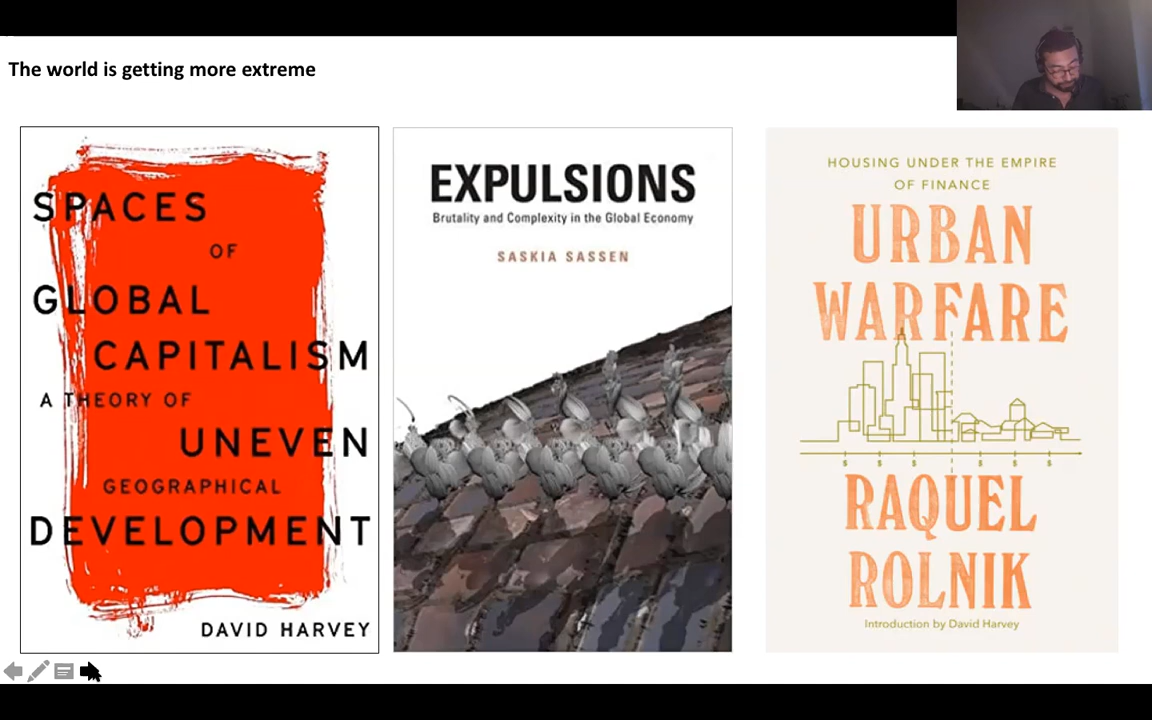 The world is getting more extreme
SPACES
OF
GLOBAL
CAPITALISM
A THEORY OF
UNEVEN
GEOGRAPHICAL
DEVELOPMENT
DAVID HARVEY
EXPULSIONS
Brutality and Complexity in the Global Economy
SASKIA SASSEN
HOUSING UNDER THE EMPIRE
OF FINANCE
URBAN
WARFARE
$ $ $ $ $ $
RAQUEL
ROLNIK
Introduction by David Harvey